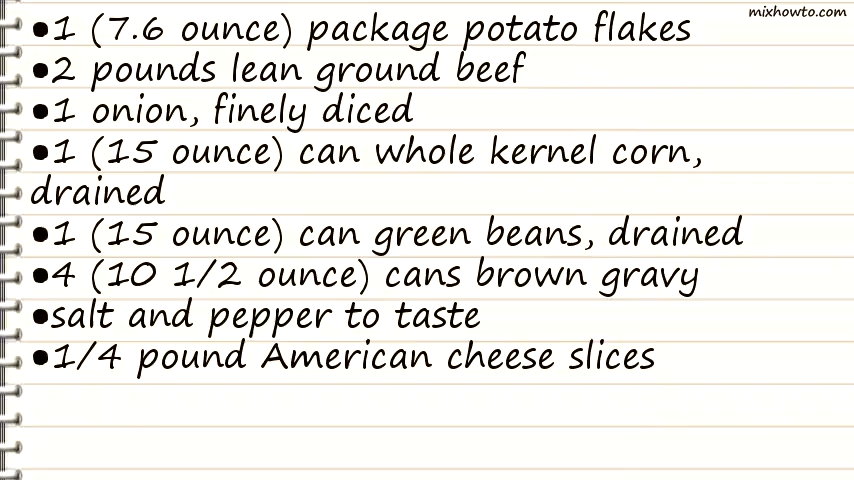 mixhowto.com
•1 (7.6 ounce) package potato flakes
•2 pounds lean ground beef
•1 onion, finely diced
•1 (15 ounce) can whole kernel corn,
drained
•1 (15 ounce) can green beans, drained
•4 (10 1/2 ounce) cans brown gravy
•salt and pepper to taste
•1/4 pound American cheese slices